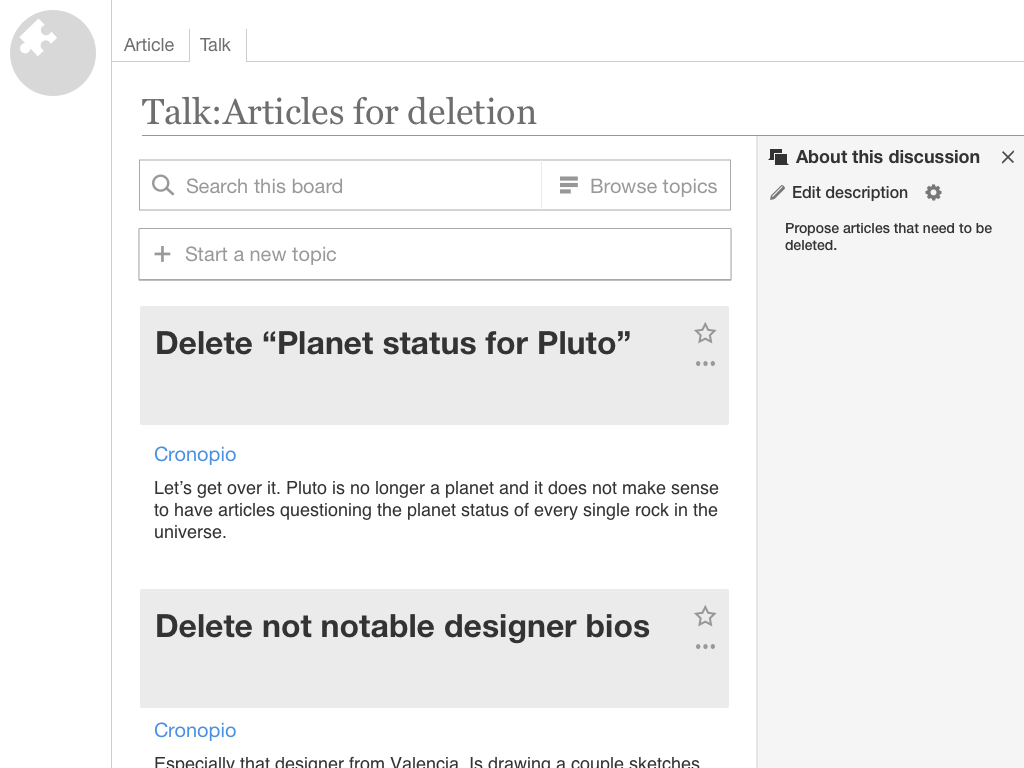 Article
Talk
Talk:Articles for deletion
Search this board
Browse topics
Start a new topic
Delete “Planet status for Pluto”
Cronopio
Let’s get over it. Pluto is no longer a planet and it does not make sense
to have articles questioning the planet status of every single rock in the
universe.
Delete not notable designer bios
Cronopio
Especially that designer from Valencia. Is drawing a couple sketches
About this discussion
Edit description
Propose articles that need to be
deleted.